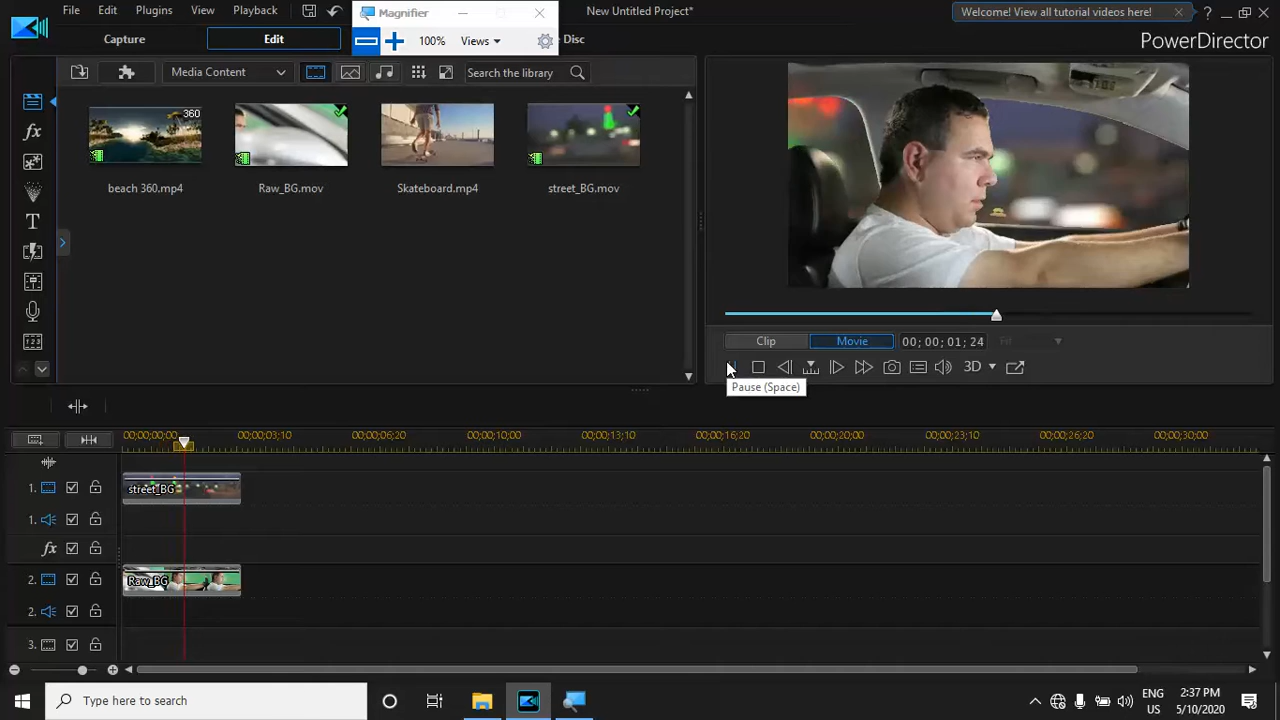 File Edit Plugins View Playback
Magnifier
New Untitled Project*
Welcome! View all tutorial videos here!
?
Capture
Edit
100%
Views
Disc
PowerDirector
Media Content
Search the library
360
beach 360.mp4
Raw_BG.mov
Skateboard.mp4
street_BG.mov
fx
T
Clip
Movie
00; 00; 01; 24
Fit
3D
Pause (Space)
00;00;00;00 00;00;03;10 00;00;06;20 00;00;10;00 00;00;13;10 00;00;16;20 00;00;20;00 00;00;23;10 00;00;26;20 00;00;30;00
1.
street_BG
1.
fx
2.
Raw_BG
2.
3.
Type here to search
ENG
US
2:37 PM
5/10/2020